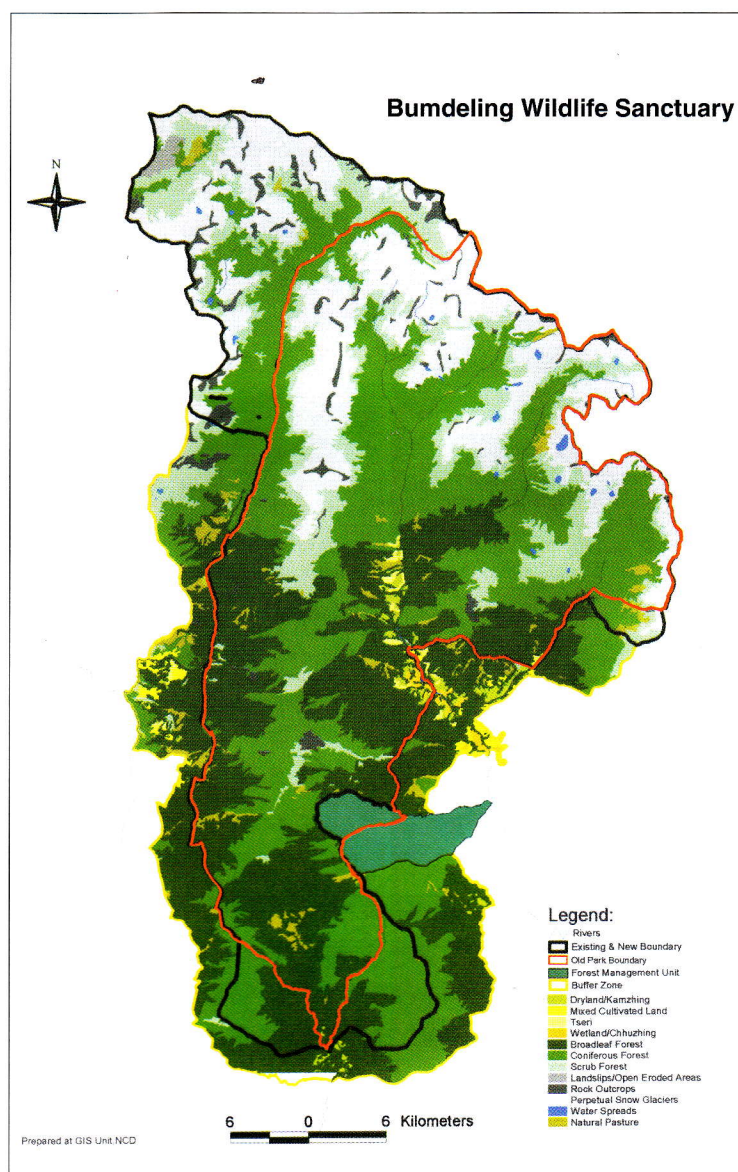 Bumdeling Wildlife Sanctuary
N
Legend:
Rivers
Existing & New Boundary
Old Park Boundary
Forest Management Unit
Buffer Zone
Dryland/Kamzhing
Mixed Cultivated Land
Tseri
Wetland/Chhuzhing
Broadleaf Forest
Coniferous Forest
Scrub Forest
Landslips/Open Eroded Areas
Rock Outcrops
Perpetual Snow Glaciers
Water Spreads
Natural Pasture
6 0 6 Kilometers
Prepared at GIS Unit,NCD